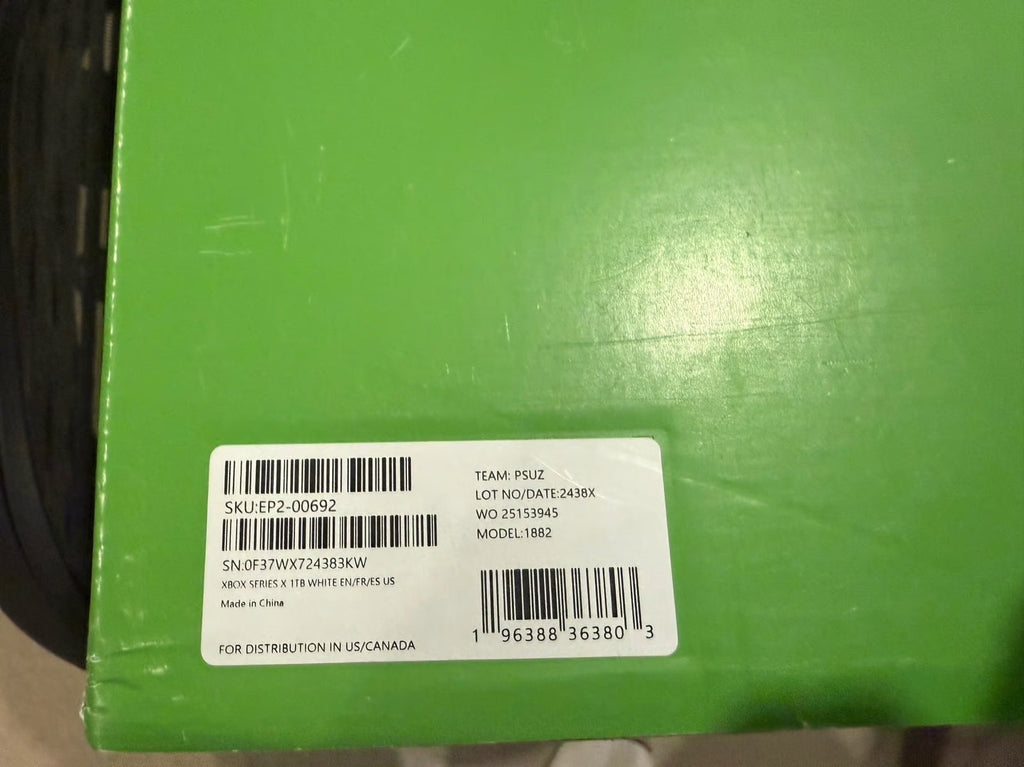 SKU:EP2-00692
SN:0F37WX724383KW
XBOX SERIES X 1TB WHITE EN/FR/ES US
Made in China
FOR DISTRIBUTION IN US/CANADA
TEAM: PSUZ
LOT NO/DATE:2438X
WO 25153945
MODEL:1882
1 96388 36380 3